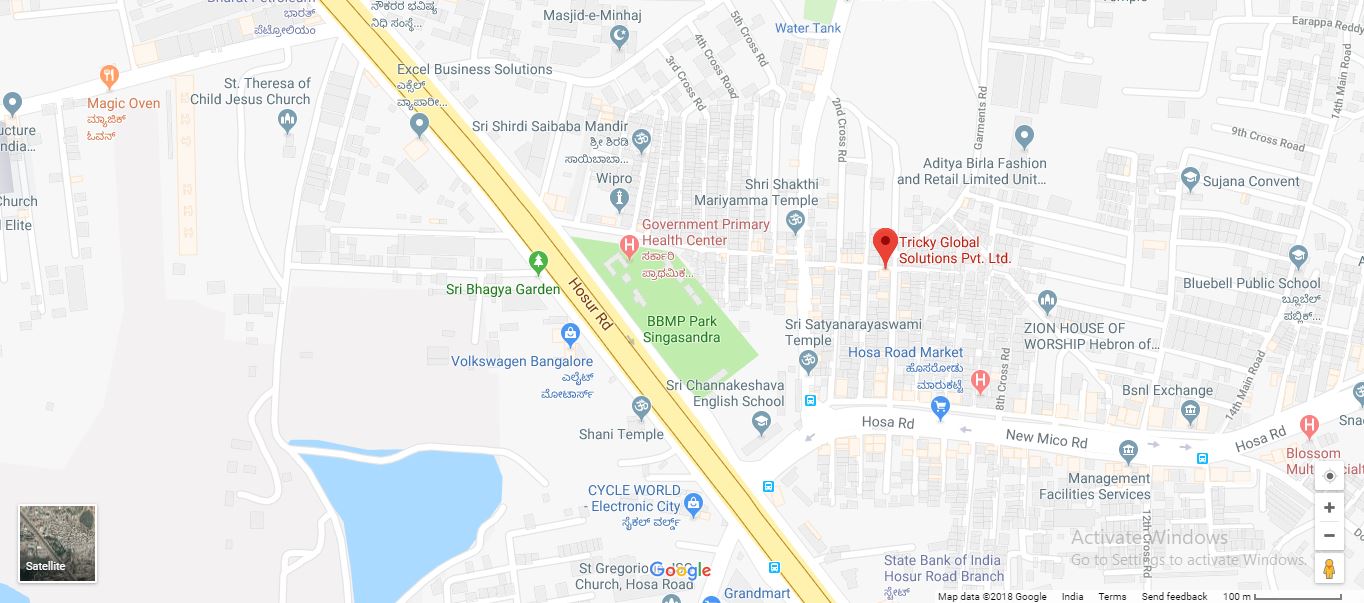 ಭಾರತ್
ಪೆಟ್ರೋಲಿಯಂ
ನೌಕರರ ಭವಿಷ್ಯ
ನಿಧಿ ಸಂಸ್ಥೆ...
Masjid-e-Minhaj
Water Tank
5th Cross Rd
4th Cross Road
3rd Cross Rd
2nd Cross Rd
Garments Rd
Earappa Reddy
14th Main Road
9th Cross Road
Magic Oven
ಮ್ಯಾಜಿಕ್
ಓವನ್
St. Theresa of
Child Jesus Church
Excel Business Solutions
ಎಕ್ಸೆಲ್
ವ್ಯಾಪಾರೀ...
Sri Shirdi Saibaba Mandir
ಶ್ರೀ ಶಿರಡಿ
ಸಾಯಿಬಾಬಾ...
Wipro
Shri Shakthi
Mariyamma Temple
Aditya Birla Fashion
and Retail Limited Unit...
Sujana Convent
ucture
ndia...
Church
l Elite
Government Primary
Health Center
ಸರ್ಕಾರಿ
ಪ್ರಾಥಮಿಕ...
Tricky Global
Solutions Pvt. Ltd.
Bluebell Public School
ಬ್ಲೂಬೆಲ್
ಪಬ್ಲಿಕ್...
Sri Bhagya Garden
Hosur Rd
BBMP Park
Singasandra
Sri Satyanarayaswami
Temple
ZION HOUSE OF
WORSHIP Hebron of...
Volkswagen Bangalore
ಎಲೈಟ್
ಮೋಟಾರ್ಸ್
Hosa Road Market
ಹೊಸರೋಡು
ಮಾರುಕಟ್ಟೆ
8th Cross Rd
14th Main Road
Sri Channakeshava
English School
Bsnl Exchange
Shani Temple
Hosa Rd
New Mico Rd
Hosa Rd
Snac
Blossom
Mult
cialt
Management
Facilities Services
CYCLE WORLD
- Electronic City
ಸೈಕಲ್ ವರ್ಲ್ಡ್
12th Cross Rd
Activate Windows
Go to Settings to activate Windows.
State Bank of India
Hosur Road Branch
ಸ್ಟೇಟ್
St Gregorio
Church, Hosa Road
Google
Grandmart
Satellite
Map data ©2018 Google India Terms Send feedback 100 m